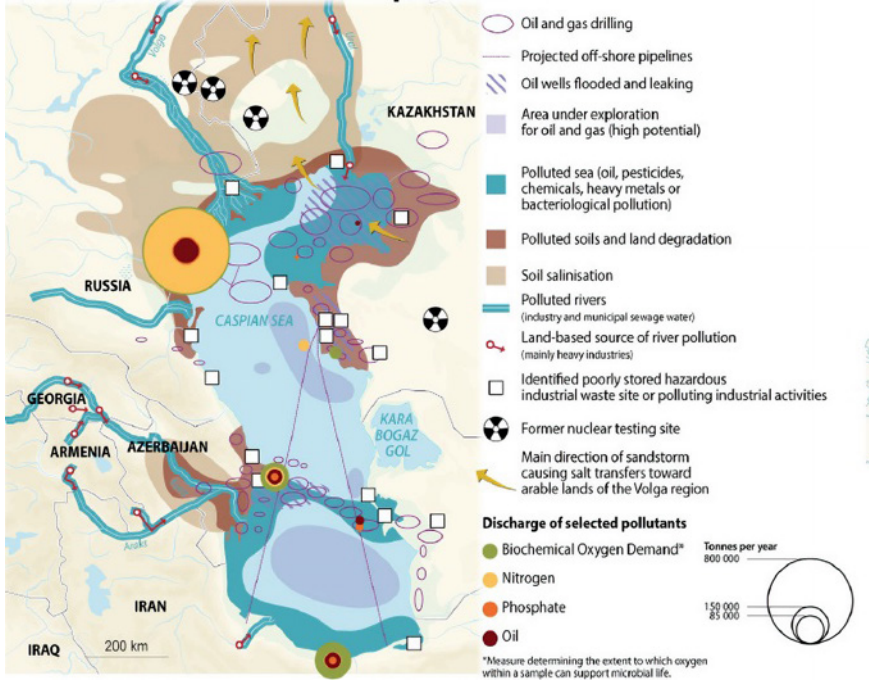 Volga
Ural
KAZAKHSTAN
RUSSIA
CASPIAN SEA
GEORGIA
ARMENIA
AZERBAIJAN
KARA
BOGAZ
GOL
Araks
IRAN
IRAQ
200 km
Oil and gas drilling
Projected off-shore pipelines
Oil wells flooded and leaking
Area under exploration
for oil and gas (high potential)
Polluted sea (oil, pesticides,
chemicals, heavy metals or
bacteriological pollution)
Polluted soils and land degradation
Soil salinisation
Polluted rivers
(industry and municipal sewage water)
Land-based source of river pollution
(mainly heavy industries)
Identified poorly stored hazardous
industrial waste site or polluting industrial activities
Former nuclear testing site
Main direction of sandstorm
causing salt transfers toward
arable lands of the Volga region
Discharge of selected pollutants
Biochemical Oxygen Demand*
Nitrogen
Phosphate
Oil
Tonnes per year
800 000
150 000
85 000
*Measure determining the extent to which oxygen
within a sample can support microbial life.